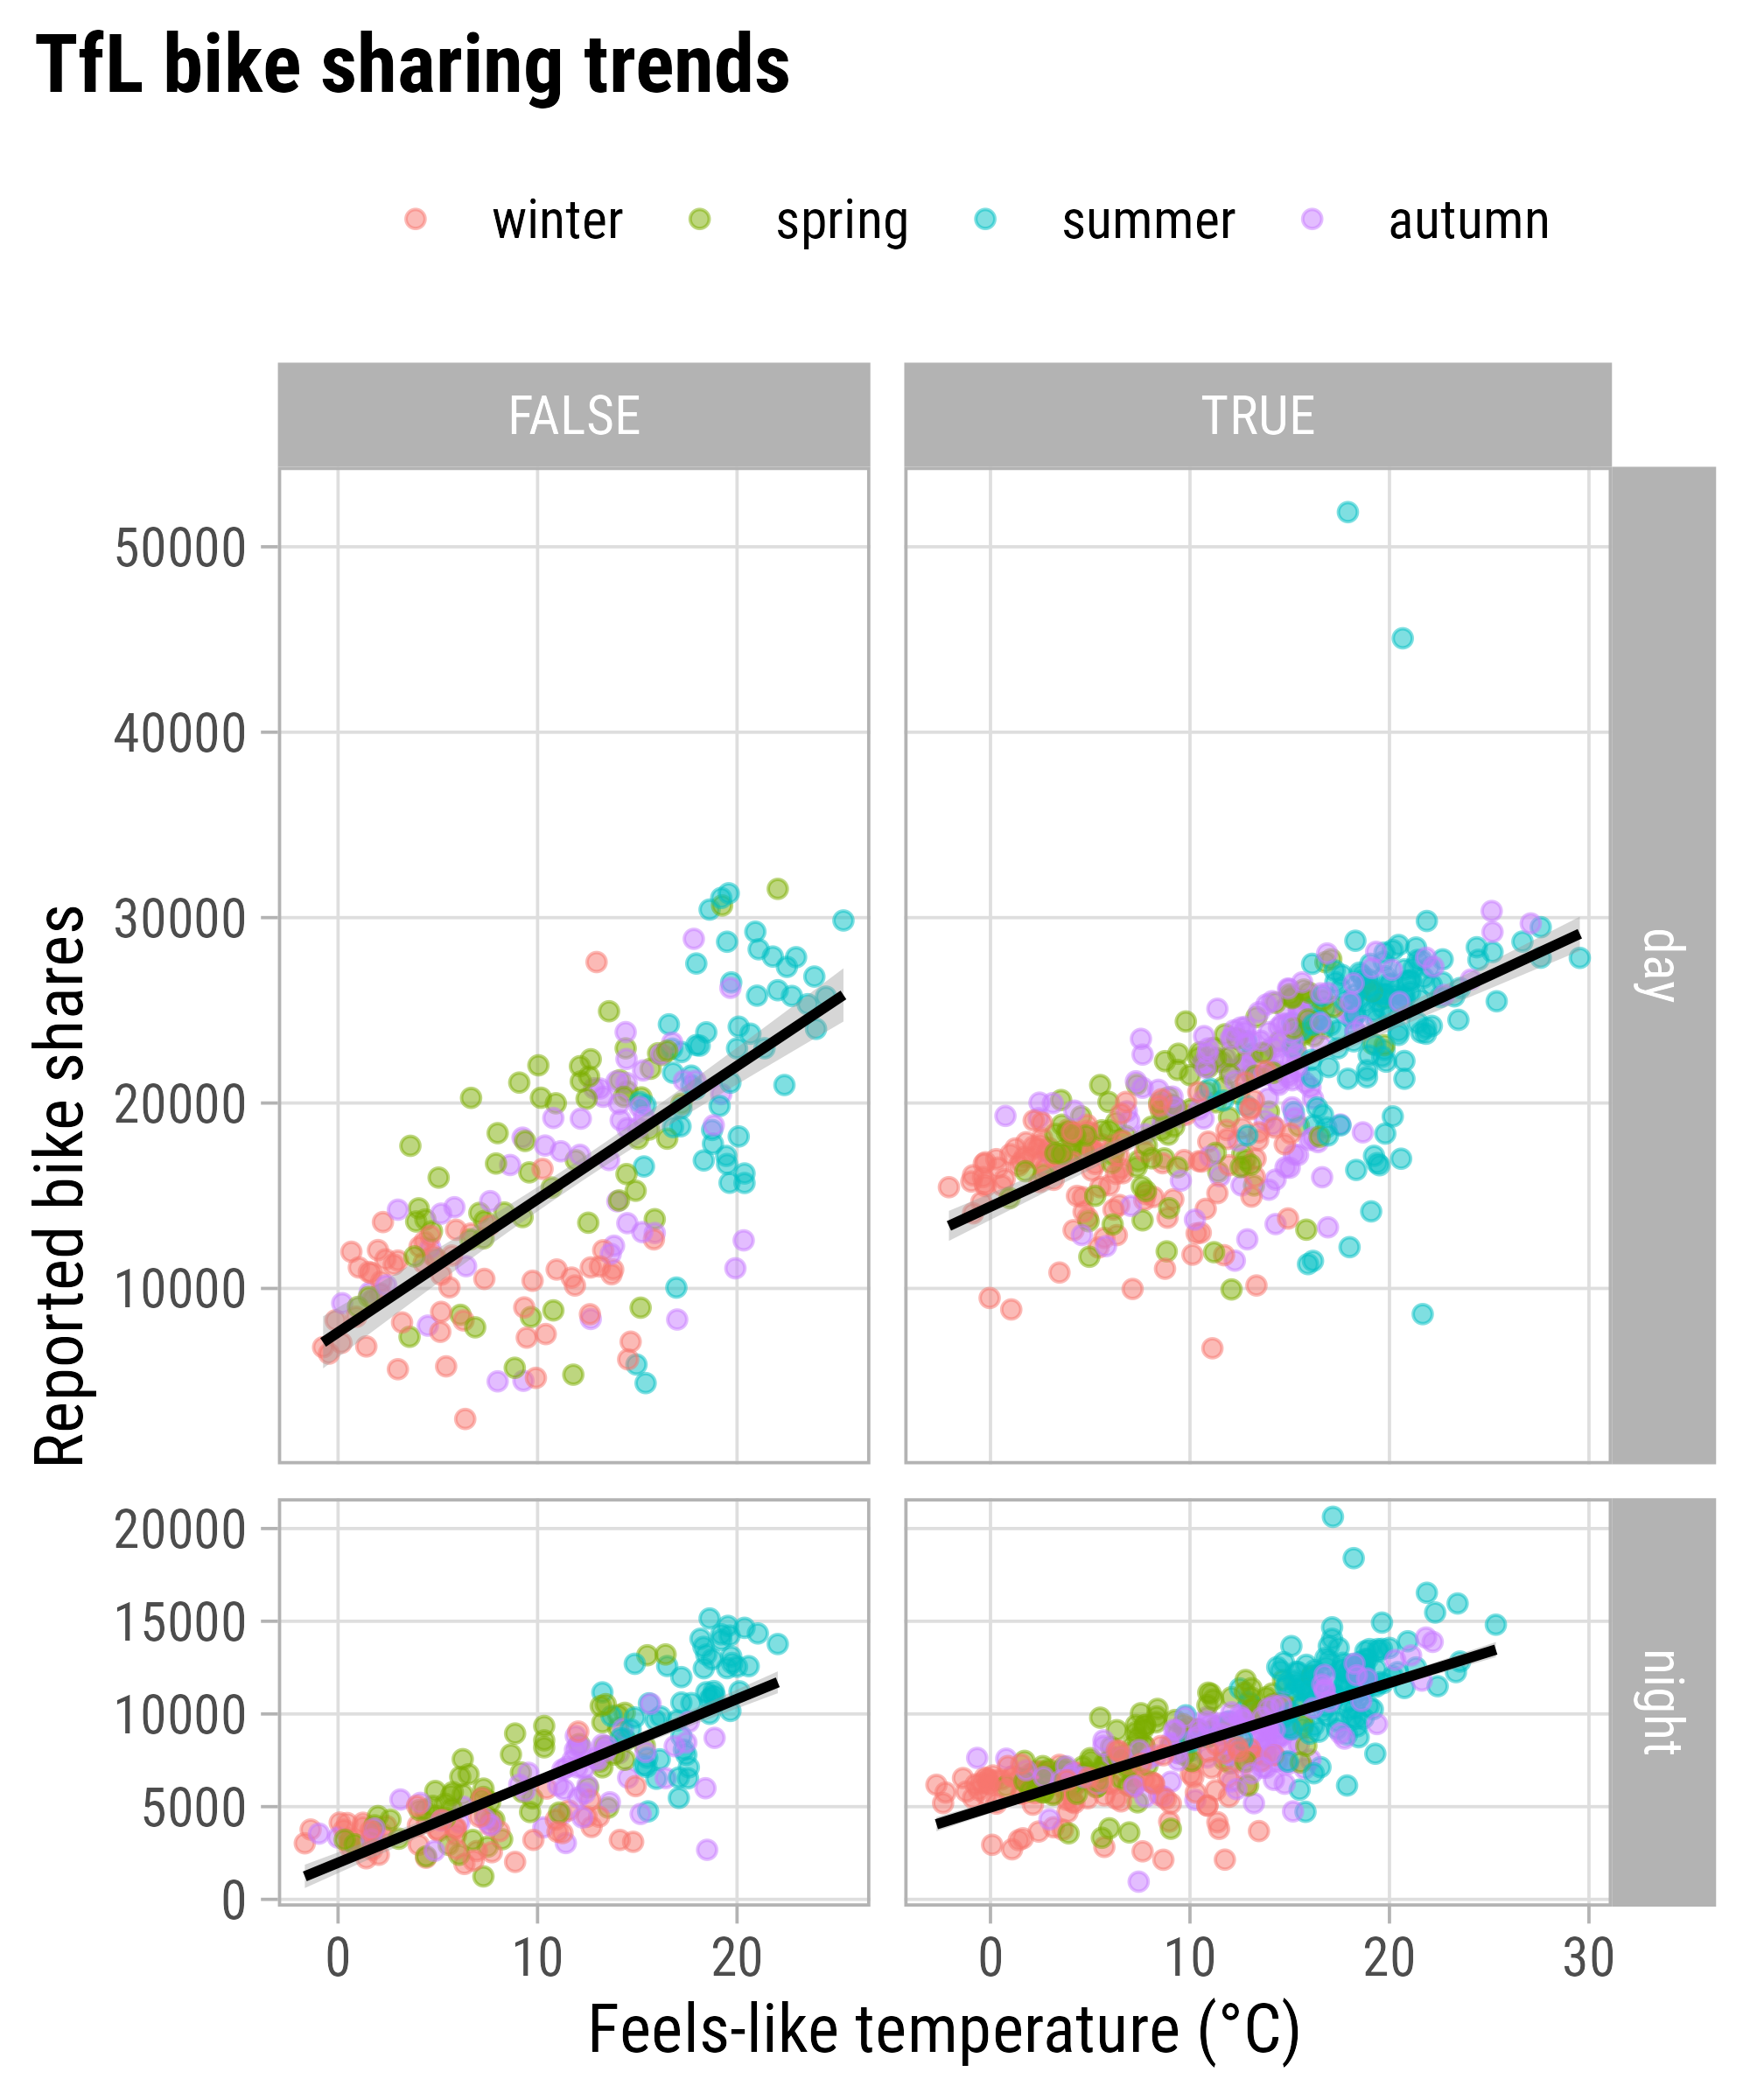 TfL bike sharing trends
winter spring summer autumn
FALSE TRUE
50000
40000
30000
20000
10000
day
Reported bike shares
20000
15000
10000
5000
0
night
0 10 20 0 10 20 30
Feels-like temperature (°C)